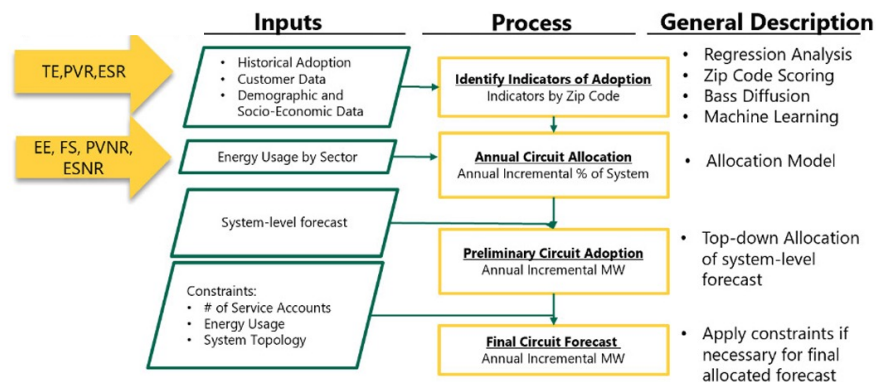 Inputs Process General Description
TE,PVR,ESR
• Historical Adoption
• Customer Data
• Demographic and
Socio-Economic Data
Identify Indicators of Adoption
Indicators by Zip Code
• Regression Analysis
• Zip Code Scoring
• Bass Diffusion
• Machine Learning
EE, FS, PVNR,
ESNR
Energy Usage by Sector
Annual Circuit Allocation
Annual Incremental % of System
• Allocation Model
System-level forecast
Preliminary Circuit Adoption
Annual Incremental MW
• Top-down Allocation
of system-level
forecast
Constraints:
• # of Service Accounts
• Energy Usage
• System Topology
Final Circuit Forecast
Annual Incremental MW
• Apply constraints if
necessary for final
allocated forecast